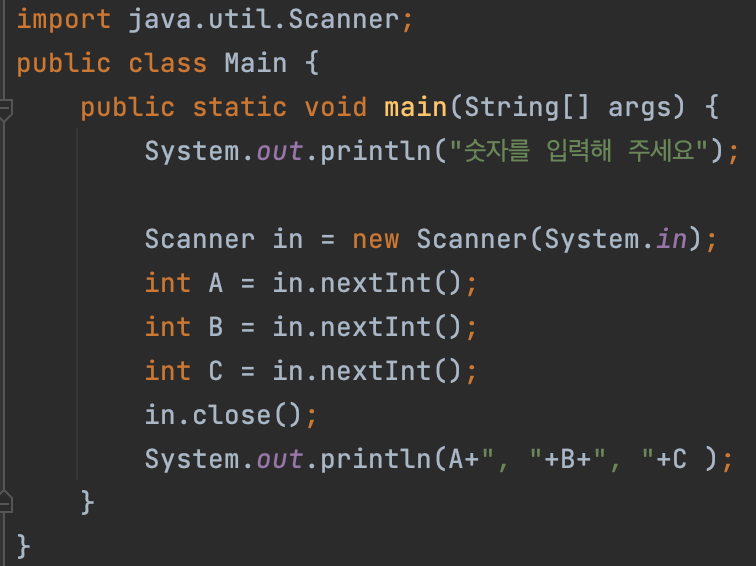 import java.util.Scanner;
public class Main {
    public static void main(String[] args) {
        System.out.println("숫자를 입력해 주세요");

        Scanner in = new Scanner(System.in);
        int A = in.nextInt();
        int B = in.nextInt();
        int C = in.nextInt();
        in.close();
        System.out.println(A+", "+B+", "+C );
    }
}